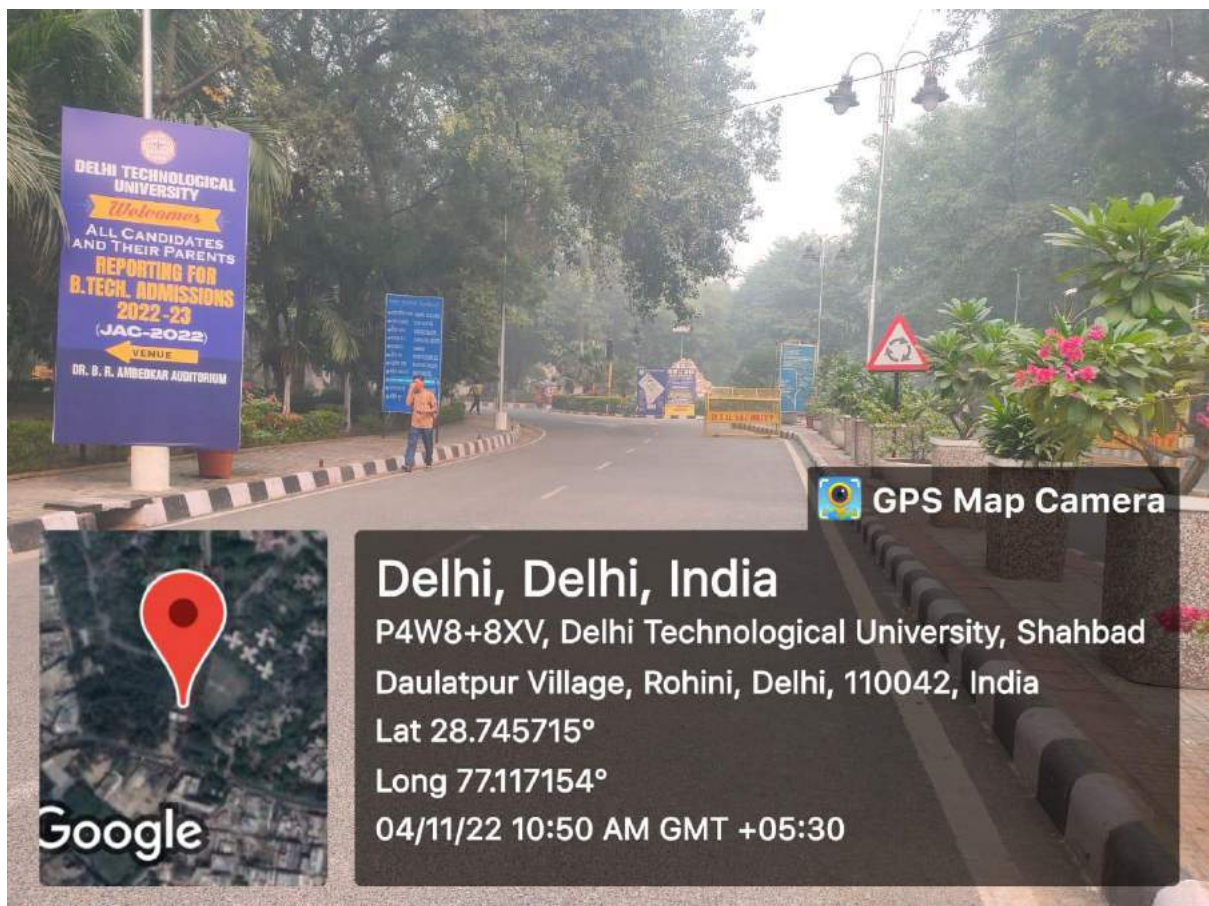 DELHI TECHNOLOGICAL
UNIVERSITY
Welcomes
ALL CANDIDATES
AND THEIR PARENTS
REPORTING FOR
B.TECH. ADMISSIONS
2022-23
(JAC-2022)
VENUE
DR. B. R. AMBEDKAR AUDITORIUM
D.T.U. SECURITY
GPS Map Camera
Google
Delhi, Delhi, India
P4W8+8XV, Delhi Technological University, Shahbad
Daulatpur Village, Rohini, Delhi, 110042, India
Lat 28.745715°
Long 77.117154°
04/11/22 10:50 AM GMT +05:30